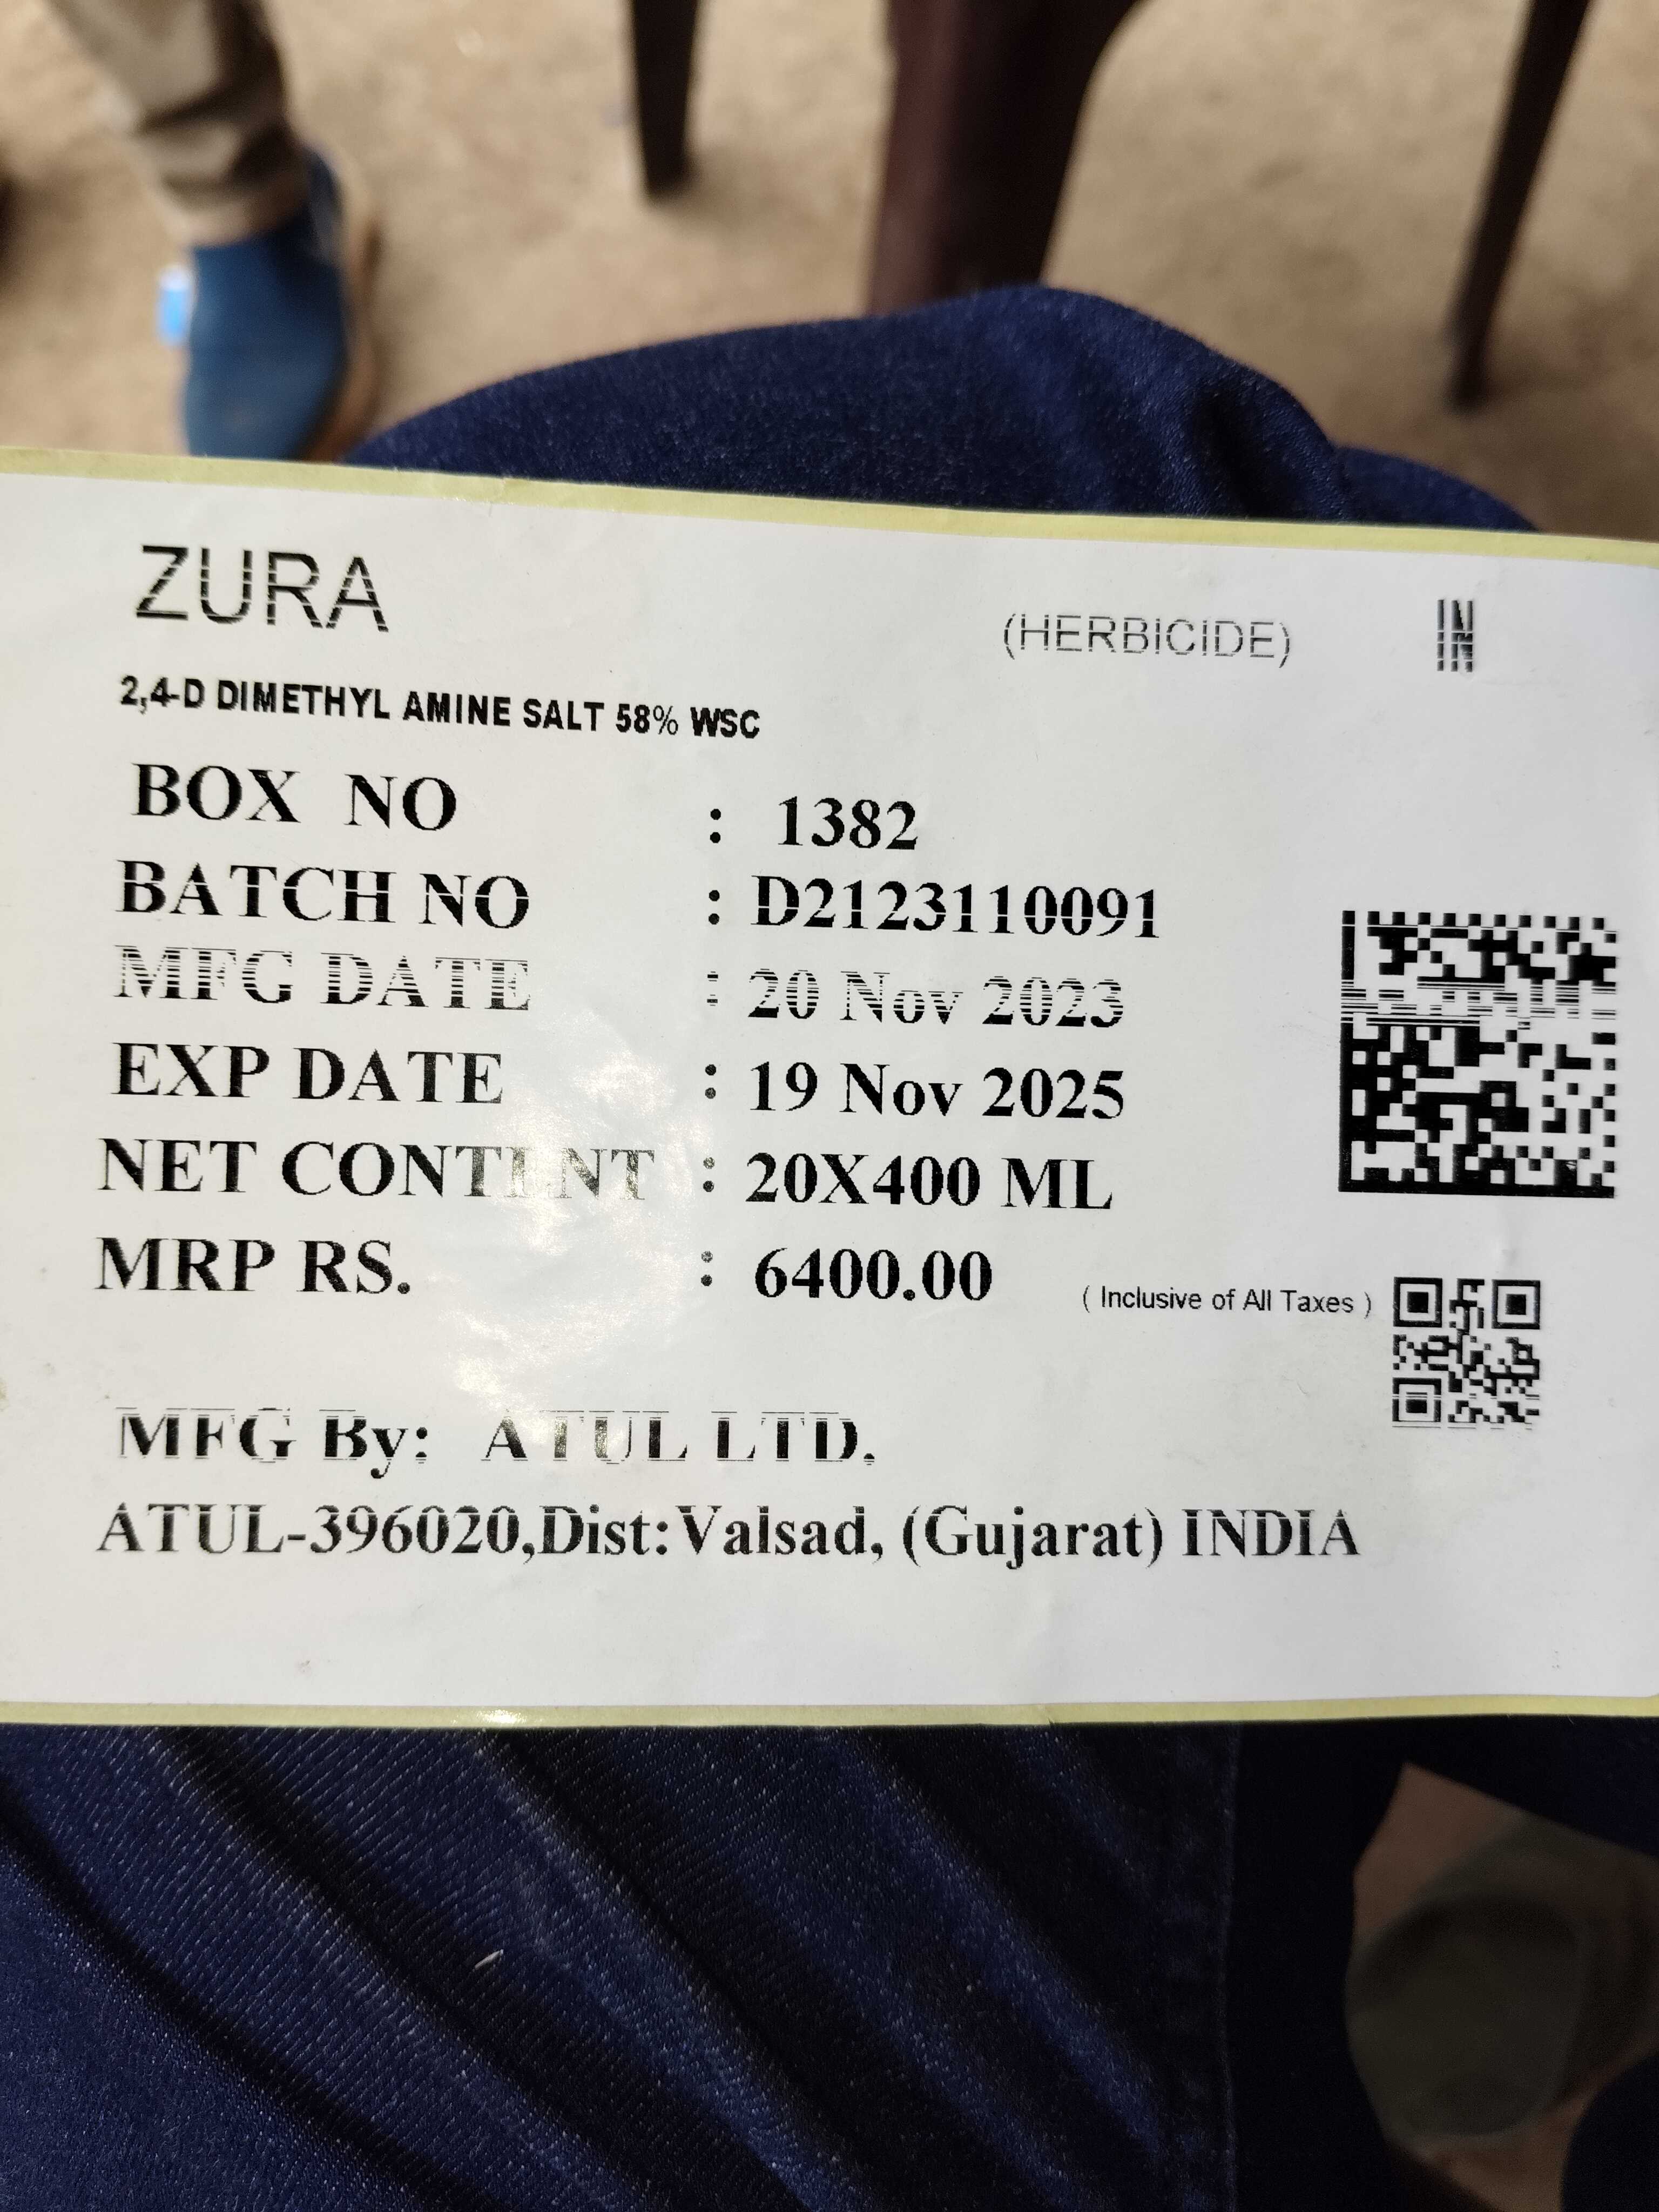 ZURA
(HERBICIDE) IN
2,4-D DIMETHYL AMINE SALT 58% WSC
BOX NO : 1382
BATCH NO : D2123110091
MFG DATE : 20 Nov 2023
EXP DATE : 19 Nov 2025
NET CONTENT : 20X400 ML
MRP RS. : 6400.00 ( Inclusive of All Taxes )
MFG By: ATUL LTD.
ATUL-396020,Dist:Valsad, (Gujarat) INDIA